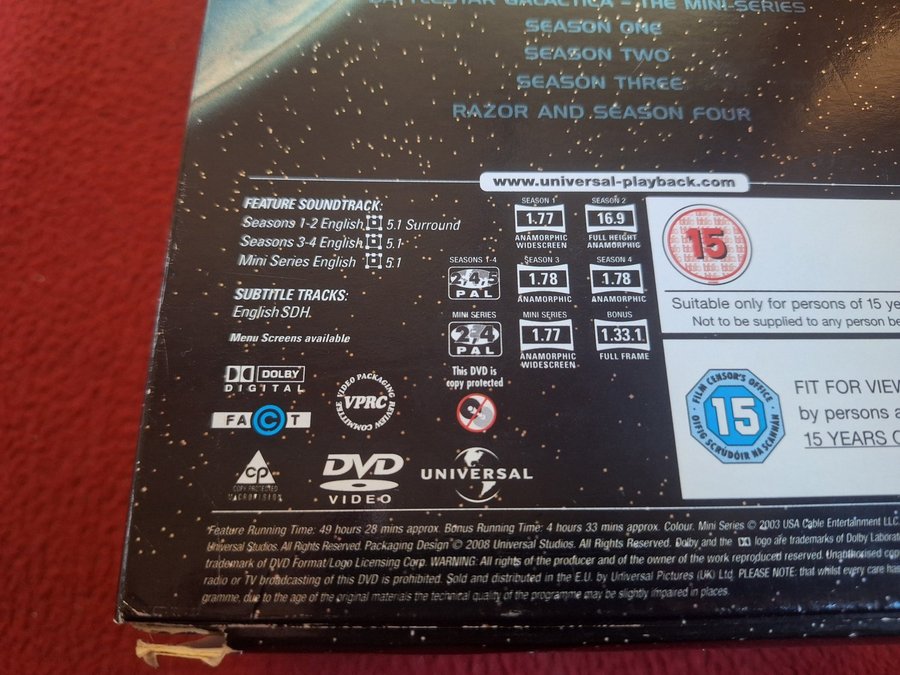 BATTLESTAR GALACTICA - THE MINI-SERIES
SEASON ONE
SEASON TWO
SEASON THREE
RAZOR AND SEASON FOUR
www.universal-playback.com
FEATURE SOUNDTRACK:
Seasons 1-2 English 5.1 Surround
Seasons 3-4 English 5.1
Mini Series English 5.1
SUBTITLE TRACKS:
English SDH.
Menu Screens available
SEASON 1
1.77
ANAMORPHIC
WIDESCREEN
SEASON 2
16.9
FULL HEIGHT
ANAMORPHIC
SEASONS 1-4
2,4,5
PAL
SEASON 3
1.78
ANAMORPHIC
SEASON 4
1.78
ANAMORPHIC
MINI SERIES
2,4
PAL
MINI SERIES
1.77
ANAMORPHIC
WIDESCREEN
BONUS
1.33.1
FULL FRAME
This DVD is
copy protected
DOLBY
DIGITAL
FACT
VIDEO PACKAGING REVIEW COMMITTEE
VPRC
CP
COPY PROTECTED
MACROVISION
DVD
VIDEO
UNIVERSAL
15
Suitable only for persons of 15 ye
Not to be supplied to any person be
FILM CENSOR'S OFFICE
15
OIFIG SCRÚDÓIR NA SCANNÁN
FIT FOR VIEW
by persons a
15 YEARS O
Feature Running Time: 49 hours 28 mins approx. Bonus Running Time: 4 hours 33 mins approx. Colour. Mini Series © 2003 USA Cable Entertainment LLC.
Universal Studios. All Rights Reserved. Packaging Design © 2008 Universal Studios. All Rights Reserved. Dolby and the logo are trademarks of Dolby Laborat
trademark of DVD Format/Logo Licensing Corp. WARNING: All rights of the producer and of the owner of the work reproduced reserved. Unauthorised cop
radio or TV broadcasting of this DVD is prohibited. Sold and distributed in the E.U. by Universal Pictures (UK) Ltd. PLEASE NOTE: that whilst every care has
gramme, due to the age of the original materials the technical quality of the programme may be slightly impaired in places.